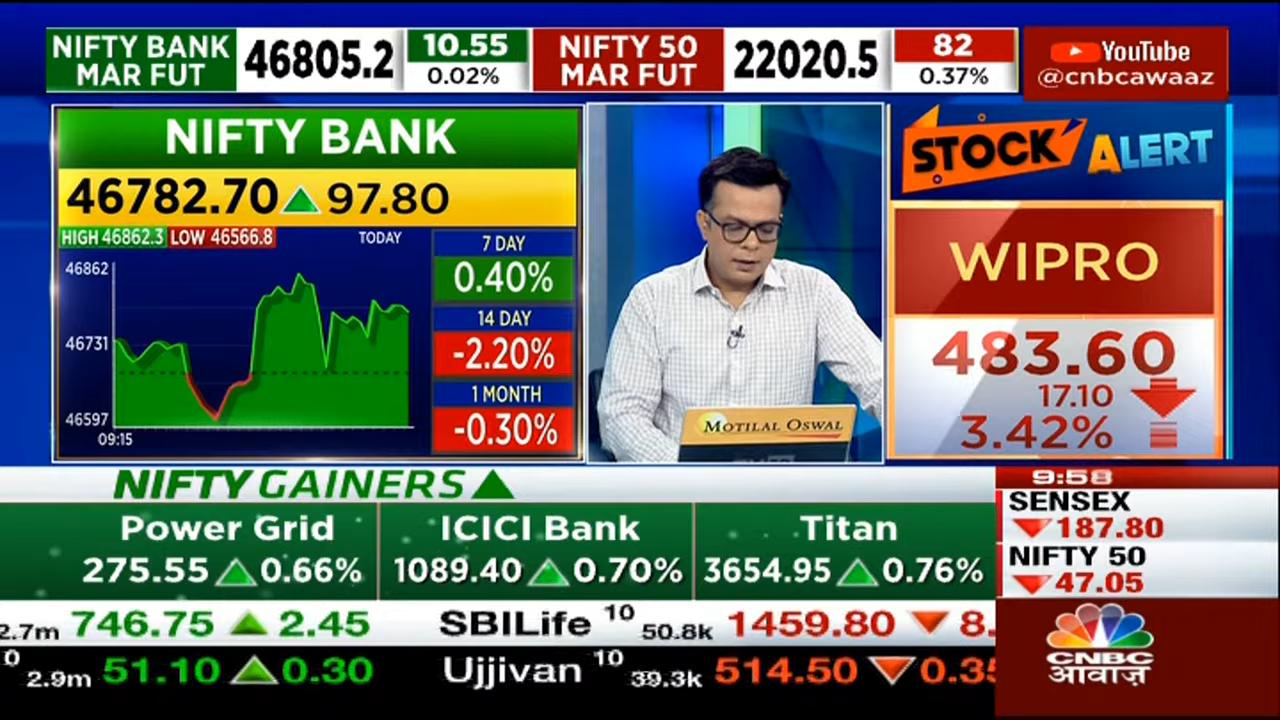 NIFTY BANK
MAR FUT
46805.2
10.55
0.02%
NIFTY 50
MAR FUT
22020.5
82
0.37%
YouTube
@cnbcawaaz
NIFTY BANK
46782.70 97.80
HIGH 46862.3 LOW 46566.8
TODAY
46862
46731
46597
09:15
7 DAY
0.40%
14 DAY
-2.20%
1 MONTH
-0.30%
MOTILAL OSWAL
STOCK ALERT
WIPRO
483.60
17.10
3.42%
NIFTY GAINERS
Power Grid
275.55 0.66%
ICICI Bank
1089.40 0.70%
Titan
3654.95 0.76%
9:58
SENSEX
187.80
NIFTY 50
47.05
2.7m 746.75 2.45 SBILife 10 50.8k 1459.80 8.
0 2.9m 51.10 0.30 Ujjivan 10 39.3k 514.50 0.35
CNBC
आवाज़